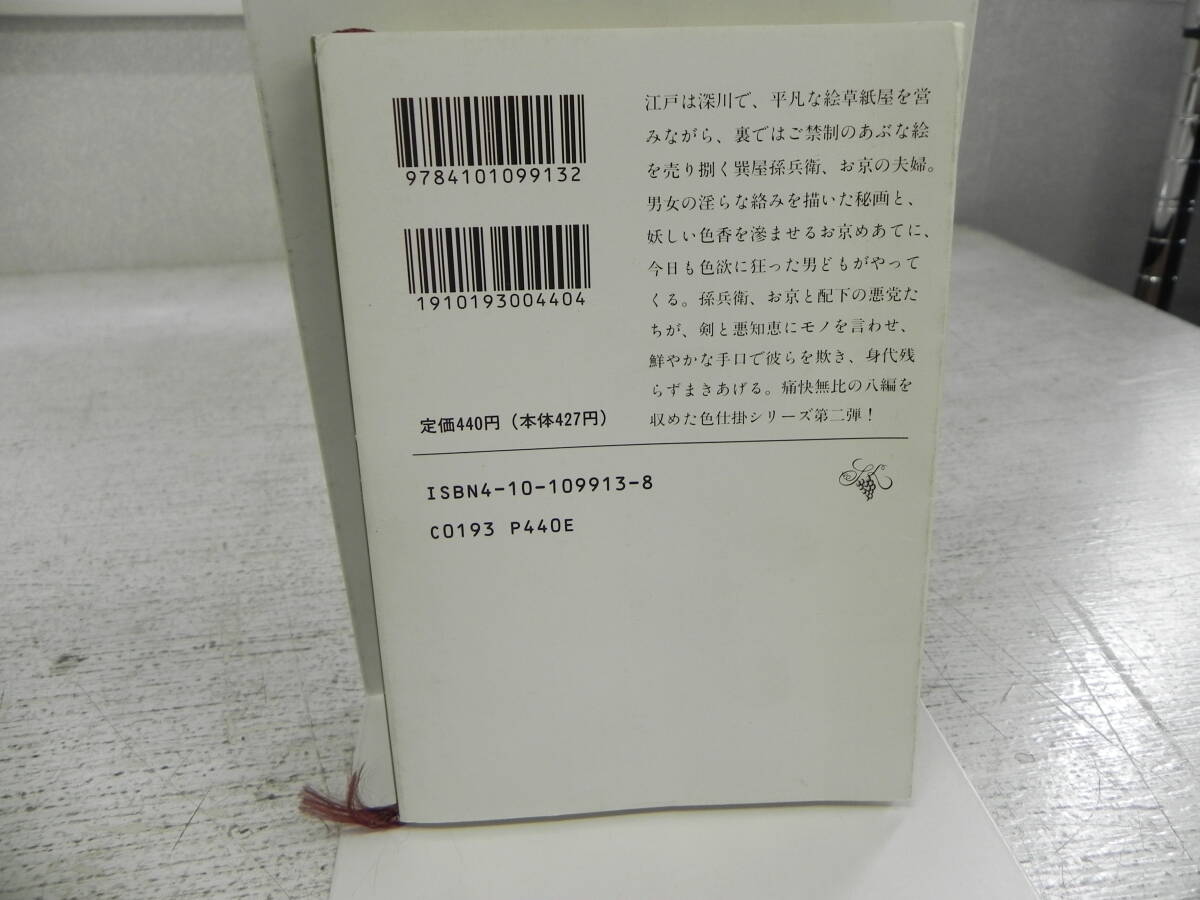 9784101099132
1910193004404
定価440円（本体427円）
江戸は深川で、平凡な絵草紙屋を営
みながら、裏ではご禁制のあぶな絵
を売り捌く巽屋孫兵衛、お京の夫婦。
男女の淫らな絡みを描いた秘画と、
妖しい色香を滲ませるお京めあてに、
今日も色欲に狂った男どもがやって
くる。孫兵衛、お京と配下の悪党た
ちが、剣と悪知恵にモノを言わせ、
鮮やかな手口で彼らを欺き、身代残
らずまきあげる。痛快無比の八編を
収めた色仕掛シリーズ第二弾！
ISBN4-10-109913-8
C0193 P440E